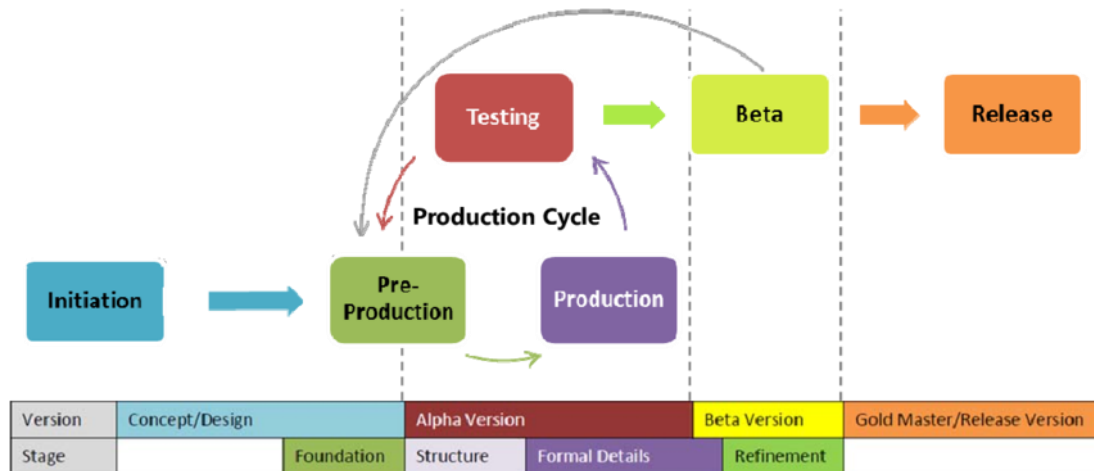 Testing
Beta
Release
Production Cycle
Initiation
Pre-
Production
Production
Version
Concept/Design
Alpha Version
Beta Version
Gold Master/Release Version
Stage
Foundation
Structure
Formal Details
Refinement